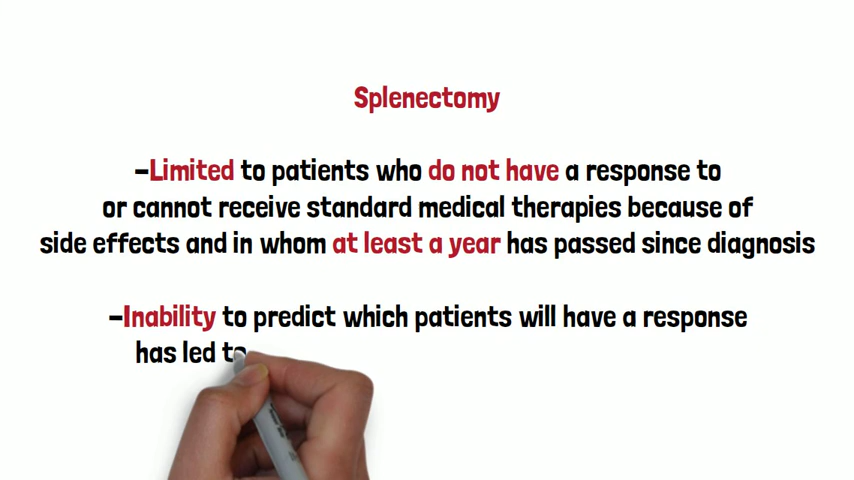 Splenectomy
-Limited to patients who do not have a response to
or cannot receive standard medical therapies because of
side effects and in whom at least a year has passed since diagnosis
-Inability to predict which patients will have a response
has led to